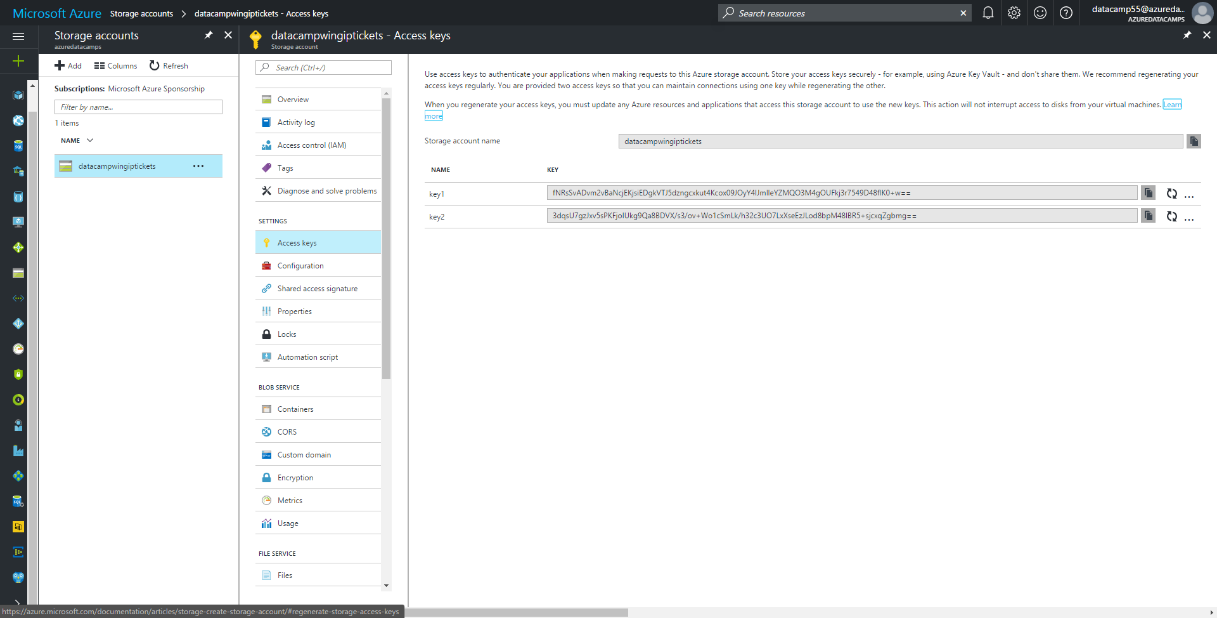 Microsoft Azure Storage accounts > datacampwingiptickets - Access keys
Search resources
datacamp55@azureda...
AZUREDATACAMPS
Storage accounts
azuredatacamps
datacampwingiptickets - Access keys
Storage account
Add Columns Refresh
Subscriptions: Microsoft Azure Sponsorship
Filter by name...
1 items
NAME
datacampwingiptickets ...
Search (Ctrl+/)
Overview
Activity log
Access control (IAM)
Tags
Diagnose and solve problems
SETTINGS
Access keys
Configuration
Shared access signature
Properties
Locks
Automation script
BLOB SERVICE
Containers
CORS
Custom domain
Encryption
Metrics
Usage
FILE SERVICE
Files
Use access keys to authenticate your applications when making requests to this Azure storage account. Store your access keys securely - for example, using Azure Key Vault - and don't share them. We recommend regenerating your
access keys regularly. You are provided two access keys so that you can maintain connections using one key while regenerating the other.
When you regenerate your access keys, you must update any Azure resources and applications that access this storage account to use the new keys. This action will not interrupt access to disks from your virtual machines. Learn
more
Storage account name datacampwingiptickets
NAME KEY
key1
key2
https://azure.microsoft.com/documentation/articles/storage-create-storage-account/#regenerate-storage-access-keys